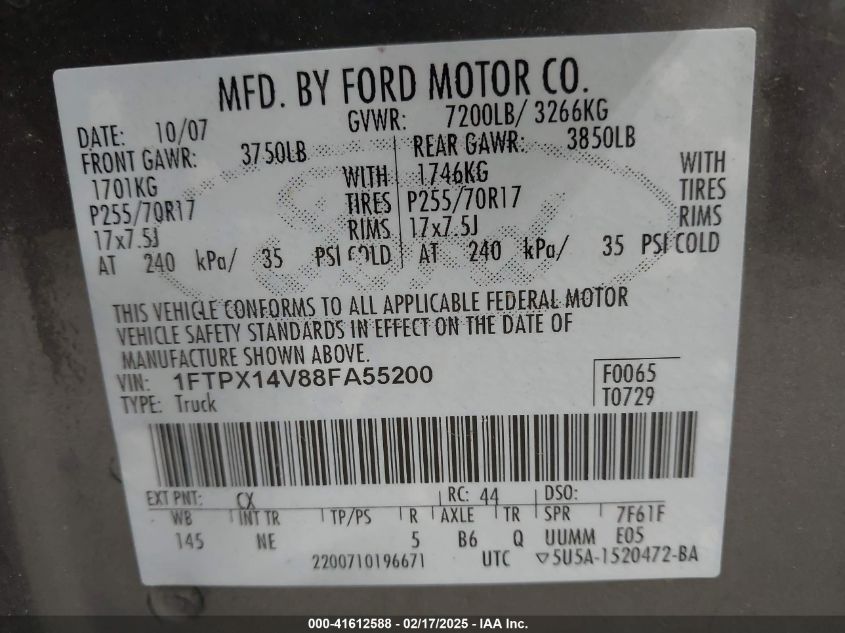 MFD. BY FORD MOTOR CO.
DATE: 10/07 GVWR: 7200LB/ 3266KG
FRONT GAWR: 3750LB REAR GAWR: 3850LB
1701KG WITH 1746KG WITH
P255/70R17 TIRES P255/70R17 TIRES
17x7.5J RIMS 17x7.5J RIMS
AT 240 kPa/ 35 PSI COLD AT 240 kPa/ 35 PSI COLD
THIS VEHICLE CONFORMS TO ALL APPLICABLE FEDERAL MOTOR
VEHICLE SAFETY STANDARDS IN EFFECT ON THE DATE OF
MANUFACTURE SHOWN ABOVE.
VIN: 1FTPX14V88FA55200 F0065
TYPE: Truck T0729
EXT PNT: CX RC: 44 DSO:
WB INT TR TP/PS R AXLE TR SPR 7F61F
145 NE 5 B6 Q UUMM E05
2200710196671 UTC ▽5U5A-1520472-BA
000-41612588 - 02/17/2025 - IAA Inc.